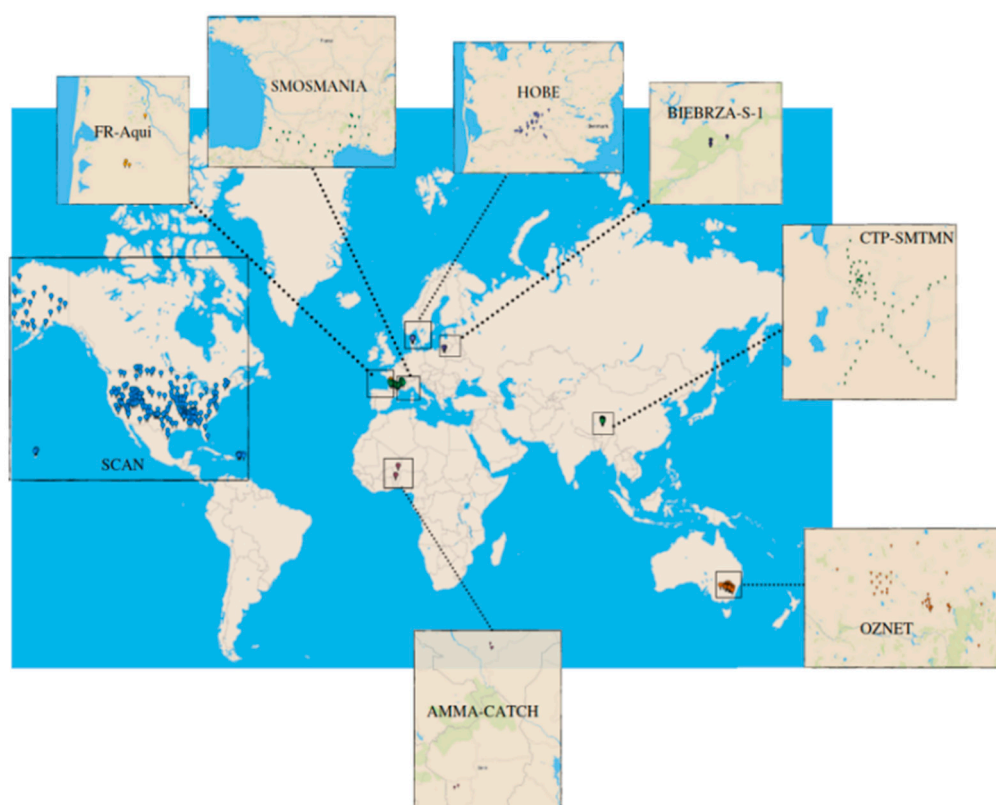 SMOSMANIA
HOBE
BIEBRZA-S-1
FR-Aqui
CTP-SMTMN
SCAN
OZNET
AMMA-CATCH